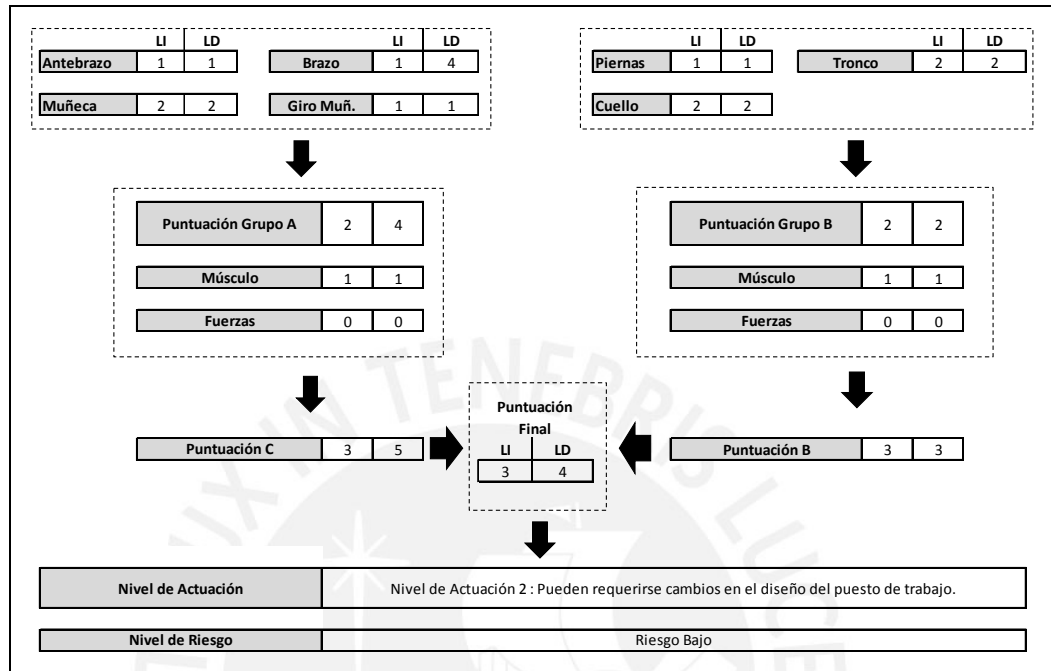 LI LD LI LD LI LD LI LD
Antebrazo 1 1 Brazo 1 4 Piernas 1 1 Tronco 2 2
Muñeca 2 2 Giro Muñ. 1 1 Cuello 2 2
Puntuación Grupo A 2 4 Puntuación Grupo B 2 2
Músculo 1 1 Músculo 1 1
Fuerzas 0 0 Fuerzas 0 0
Puntuación
Final
Puntuación C 3 5 LI LD Puntuación B 3 3
3 4
Nivel de Actuación Nivel de Actuación 2 : Pueden requerirse cambios en el diseño del puesto de trabajo.
Nivel de Riesgo Riesgo Bajo
LUX IN TENEBRIS LUCE